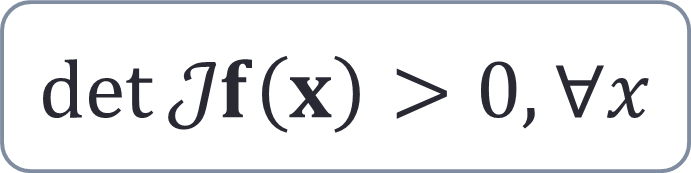 det 𝒥𝐟(𝐱) > 0, ∀𝑥